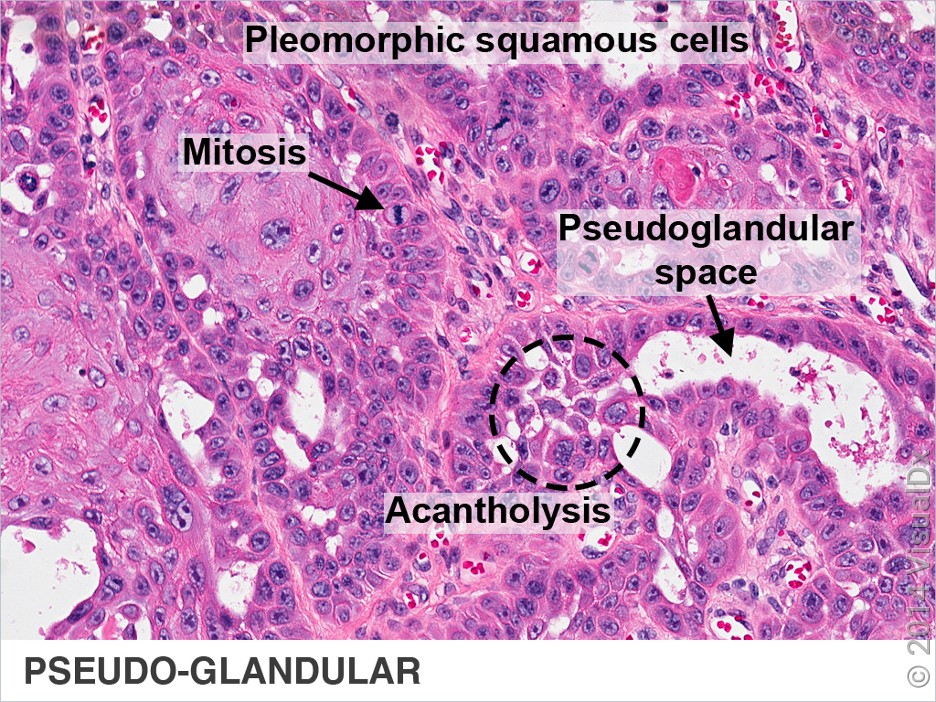 Pleomorphic squamous cells
Mitosis
Pseudoglandular
space
Acantholysis
PSEUDO-GLANDULAR
© 2014 VisualDx